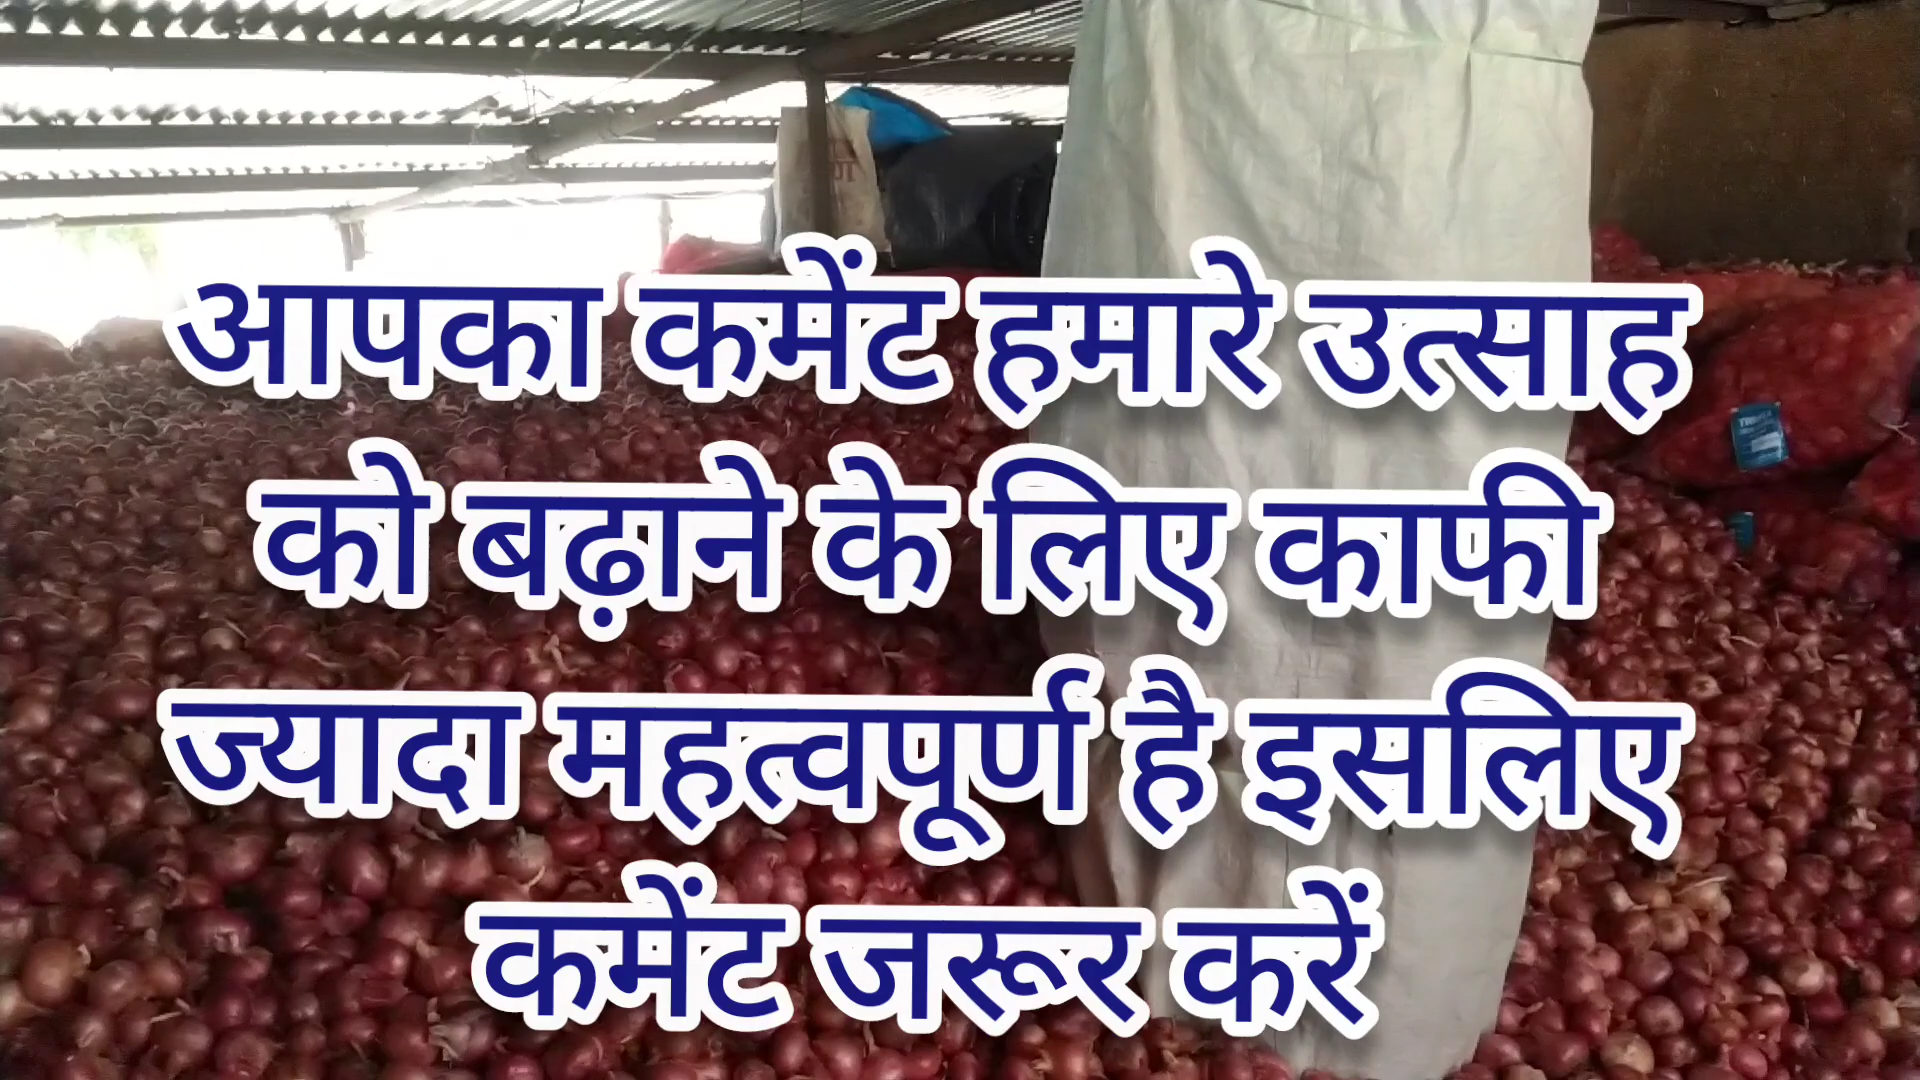 आपका कमेंट हमारे उत्साह
को बढ़ाने के लिए काफी
ज्यादा महत्वपूर्ण है इसलिए
कमेंट जरूर करें